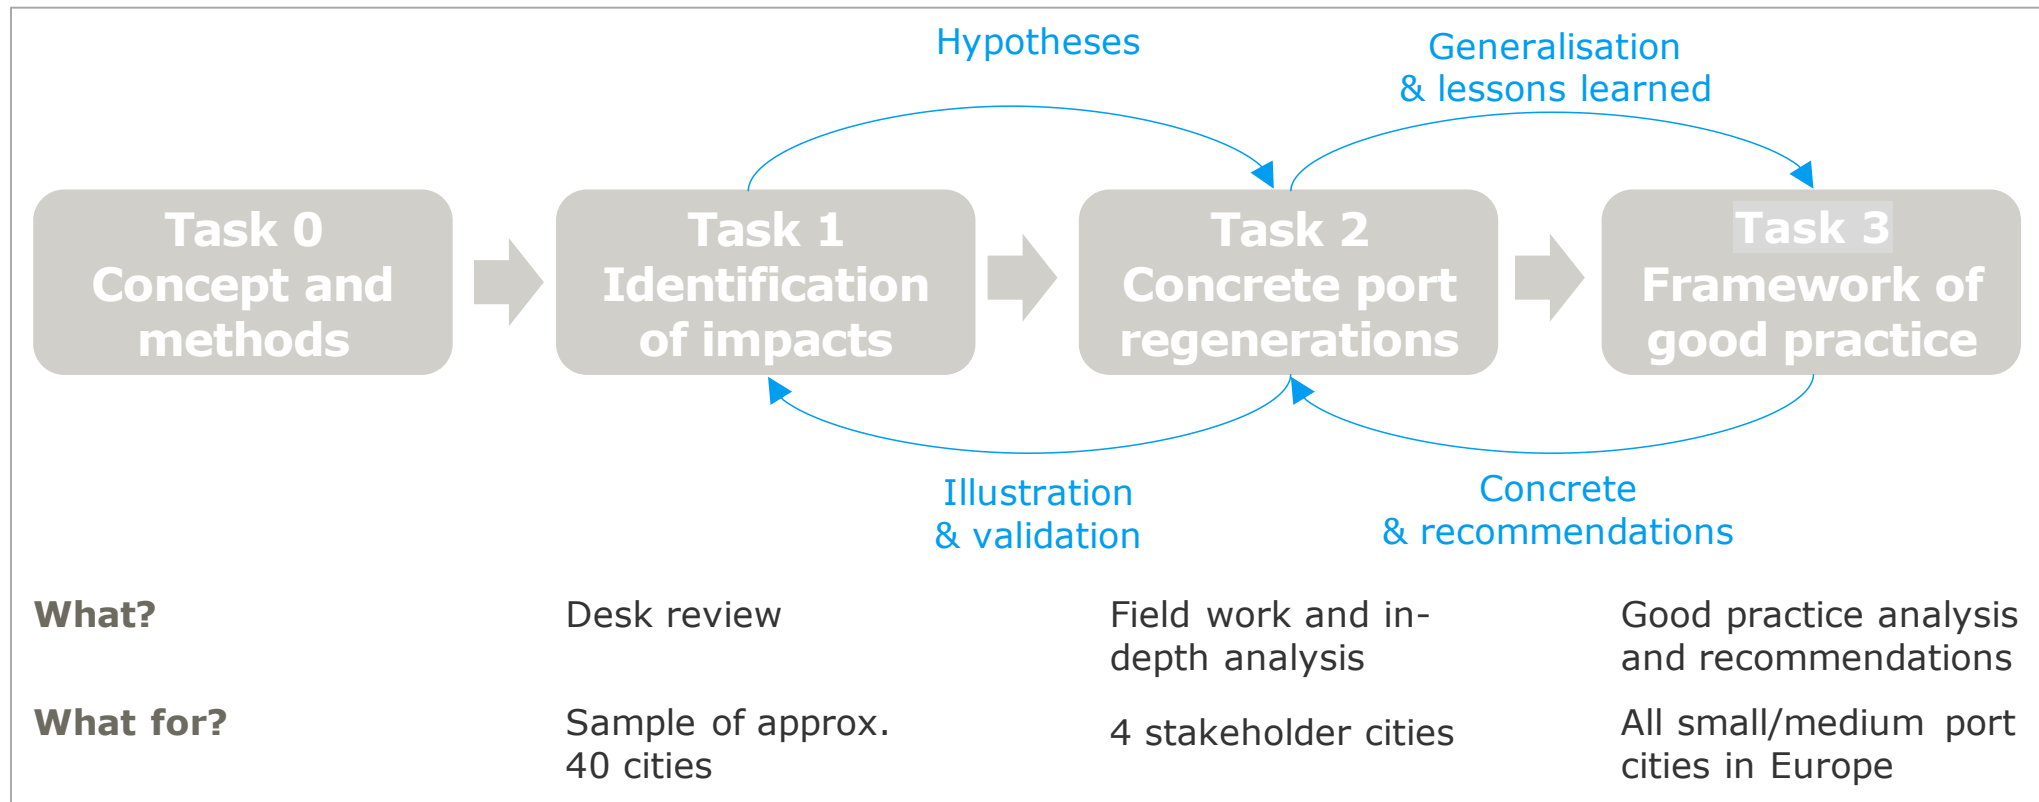 Hypotheses
Generalisation
& lessons learned
Task 0
Concept and
methods
Task 1
Identification
of impacts
Task 2
Concrete port
regenerations
Task 3
Framework of
good practice
Illustration
& validation
Concrete
& recommendations
What?
Desk review
Field work and in-
depth analysis
Good practice analysis
and recommendations
What for?
Sample of approx.
40 cities
4 stakeholder cities
All small/medium port
cities in Europe